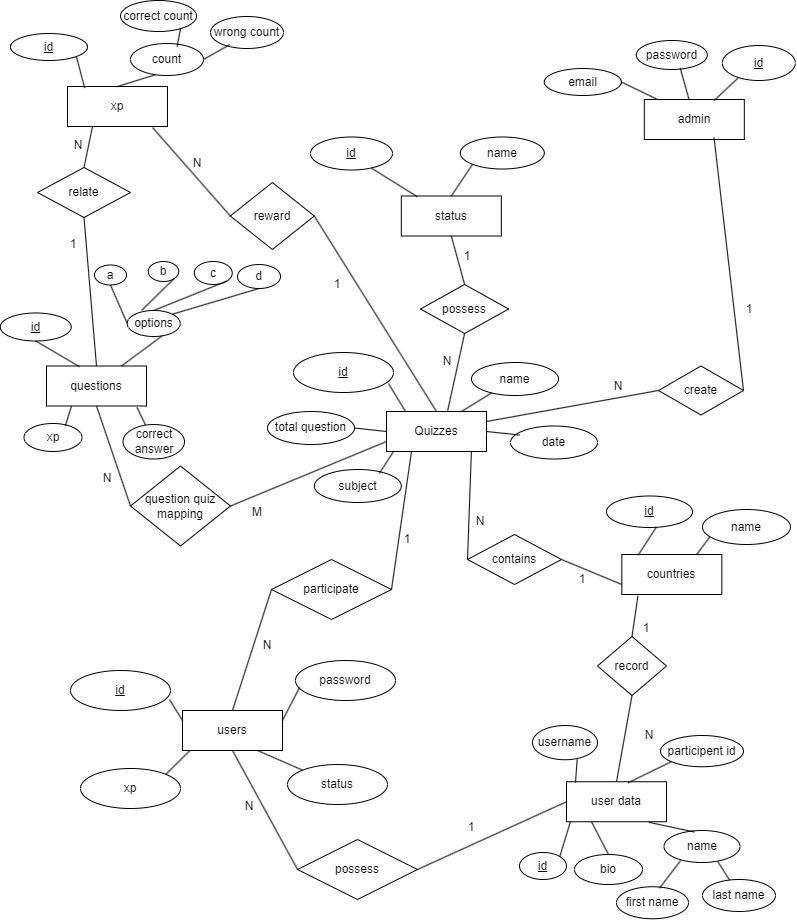 correct count
wrong count
id
count
password
id
email
xp
admin
N
N
id
name
relate
reward
status
1
1
a
b
c
d
1
possess
1
options
id
N
id
name
N
create
questions
total question
Quizzes
xp
correct
answer
date
N
question quiz
mapping
subject
M
id
name
N
1
contains
1
countries
participate
1
N
record
id
password
N
username
participent id
users
xp
status
user data
N
1
name
possess
id
bio
first name
last name